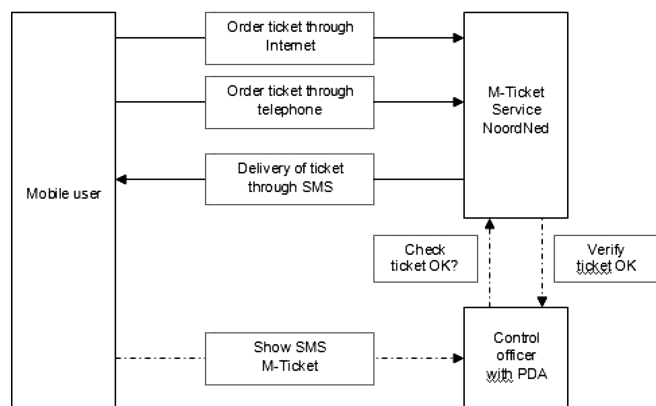 Order ticket through
Internet
Order ticket through
telephone
M-Ticket
Service
NoordNed
Delivery of ticket
through SMS
Mobile user
Check
ticket OK?
Verify
ticket OK
Show SMS
M-Ticket
Control
officer
with PDA